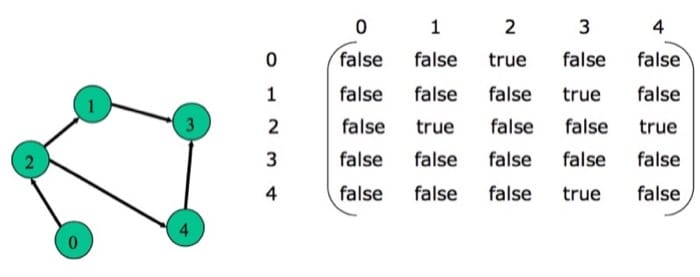 0 1 2 3 4
0 false false true false false
1 false false false true false
2 false true false false true
3 false false false false false
4 false false false true false
1
3
2
4
0